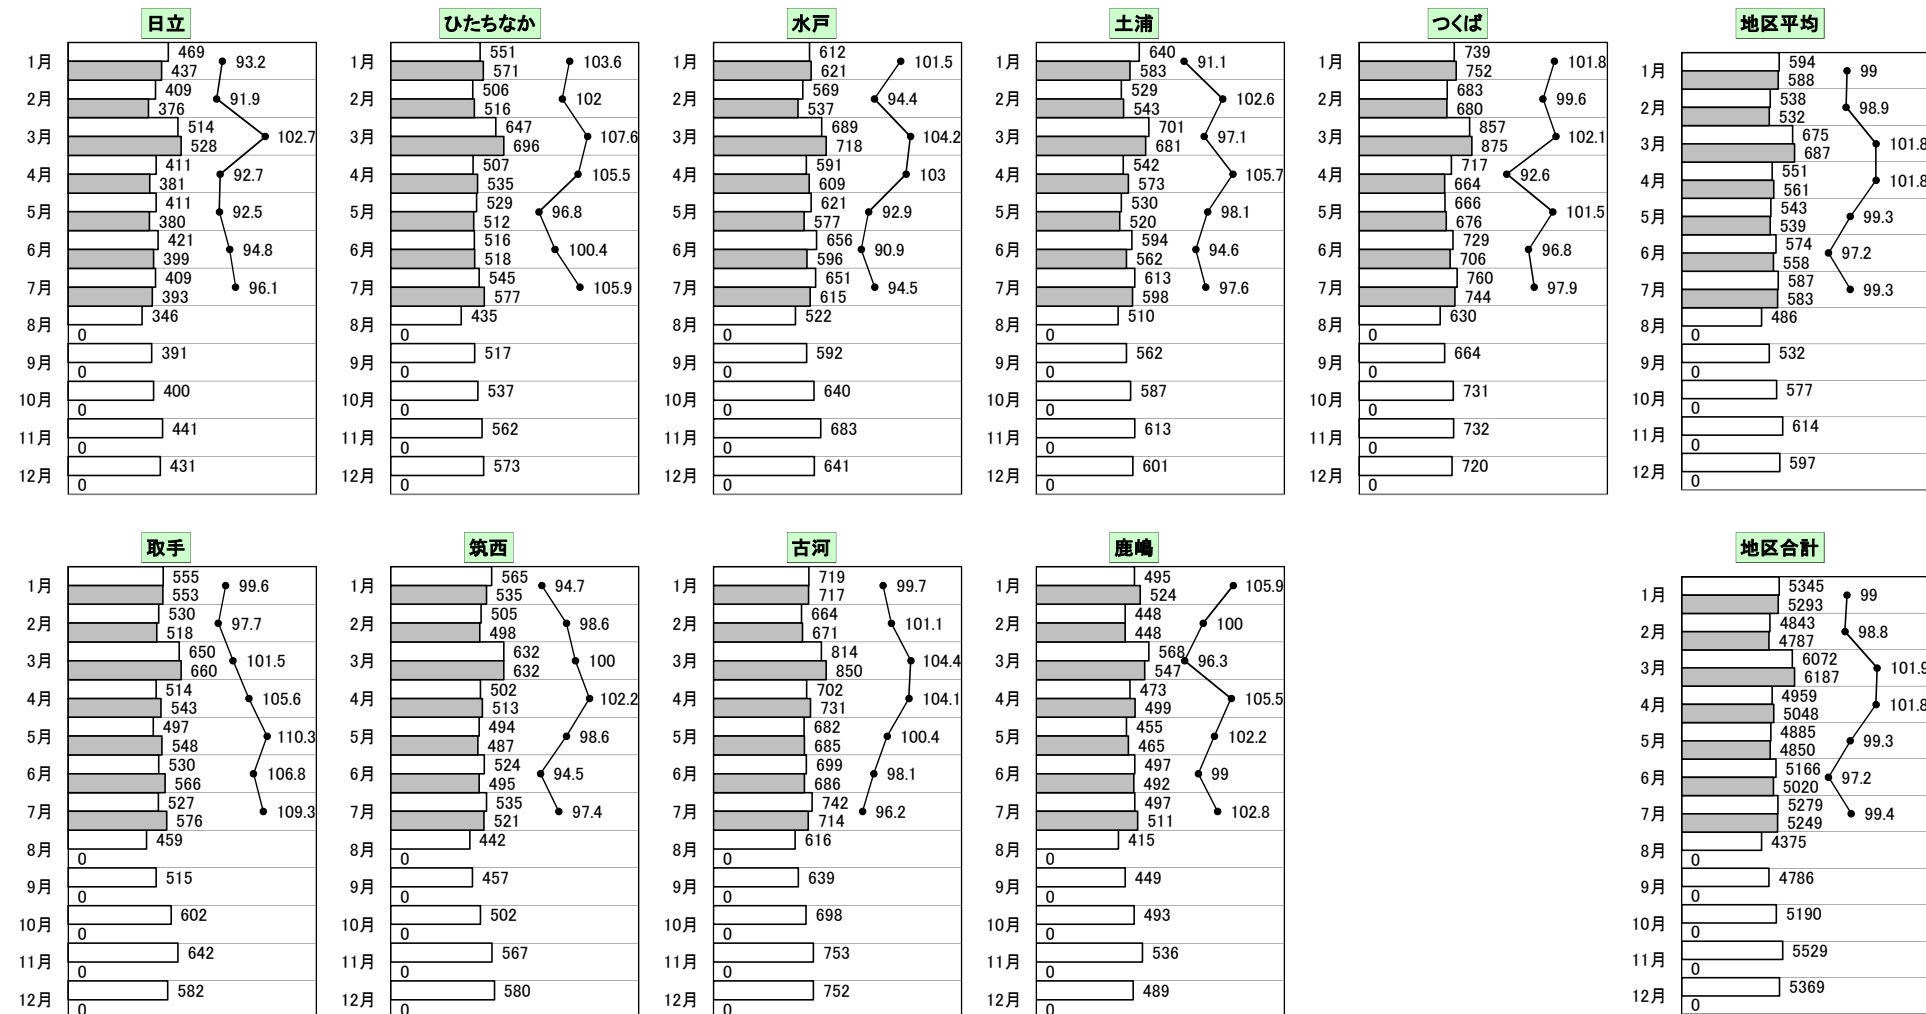 日立
1月 469 437 93.2
2月 409 376 91.9
3月 514 528 102.7
4月 411 381 92.7
5月 411 380 92.5
6月 421 399 94.8
7月 409 393 96.1
8月 346 0
9月 391 0
10月 400 0
11月 441 0
12月 431 0
ひたちなか
1月 551 571 103.6
2月 506 516 102
3月 647 696 107.6
4月 507 535 105.5
5月 529 512 96.8
6月 516 518 100.4
7月 545 577 105.9
8月 435 0
9月 517 0
10月 537 0
11月 562 0
12月 573 0
水戸
1月 612 621 101.5
2月 569 537 94.4
3月 689 718 104.2
4月 591 609 103
5月 621 577 92.9
6月 656 596 90.9
7月 651 615 94.5
8月 522 0
9月 592 0
10月 640 0
11月 683 0
12月 641 0
土浦
1月 640 583 91.1
2月 529 543 102.6
3月 701 681 97.1
4月 542 573 105.7
5月 530 520 98.1
6月 594 562 94.6
7月 613 598 97.6
8月 510 0
9月 562 0
10月 587 0
11月 613 0
12月 601 0
つくば
1月 739 752 101.8
2月 683 680 99.6
3月 857 875 102.1
4月 717 664 92.6
5月 666 676 101.5
6月 729 706 96.8
7月 760 744 97.9
8月 630 0
9月 664 0
10月 731 0
11月 732 0
12月 720 0
地区平均
1月 594 588 99
2月 538 532 98.9
3月 675 687 101.8
4月 551 561 101.8
5月 543 539 99.3
6月 574 558 97.2
7月 587 583 99.3
8月 486 0
9月 532 0
10月 577 0
11月 614 0
12月 597 0
取手
1月 555 553 99.6
2月 530 518 97.7
3月 650 660 101.5
4月 514 543 105.6
5月 497 548 110.3
6月 530 566 106.8
7月 527 576 109.3
8月 459 0
9月 515 0
10月 602 0
11月 642 0
12月 582 0
筑西
1月 565 535 94.7
2月 505 498 98.6
3月 632 632 100
4月 502 513 102.2
5月 494 487 98.6
6月 524 495 94.5
7月 535 521 97.4
8月 442 0
9月 457 0
10月 502 0
11月 567 0
12月 580 0
古河
1月 719 717 99.7
2月 664 671 101.1
3月 814 850 104.4
4月 702 731 104.1
5月 682 685 100.4
6月 699 686 98.1
7月 742 714 96.2
8月 616 0
9月 639 0
10月 698 0
11月 753 0
12月 752 0
鹿嶋
1月 495 524 105.9
2月 448 448 100
3月 568 547 96.3
4月 473 499 105.5
5月 455 465 102.2
6月 497 492 99
7月 497 511 102.8
8月 415 0
9月 449 0
10月 493 0
11月 536 0
12月 489 0
地区合計
1月 5345 5293 99
2月 4843 4787 98.8
3月 6072 6187 101.9
4月 4959 5048 101.8
5月 4885 4850 99.3
6月 5166 5020 97.2
7月 5279 5249 99.4
8月 4375 0
9月 4786 0
10月 5190 0
11月 5529 0
12月 5369 0